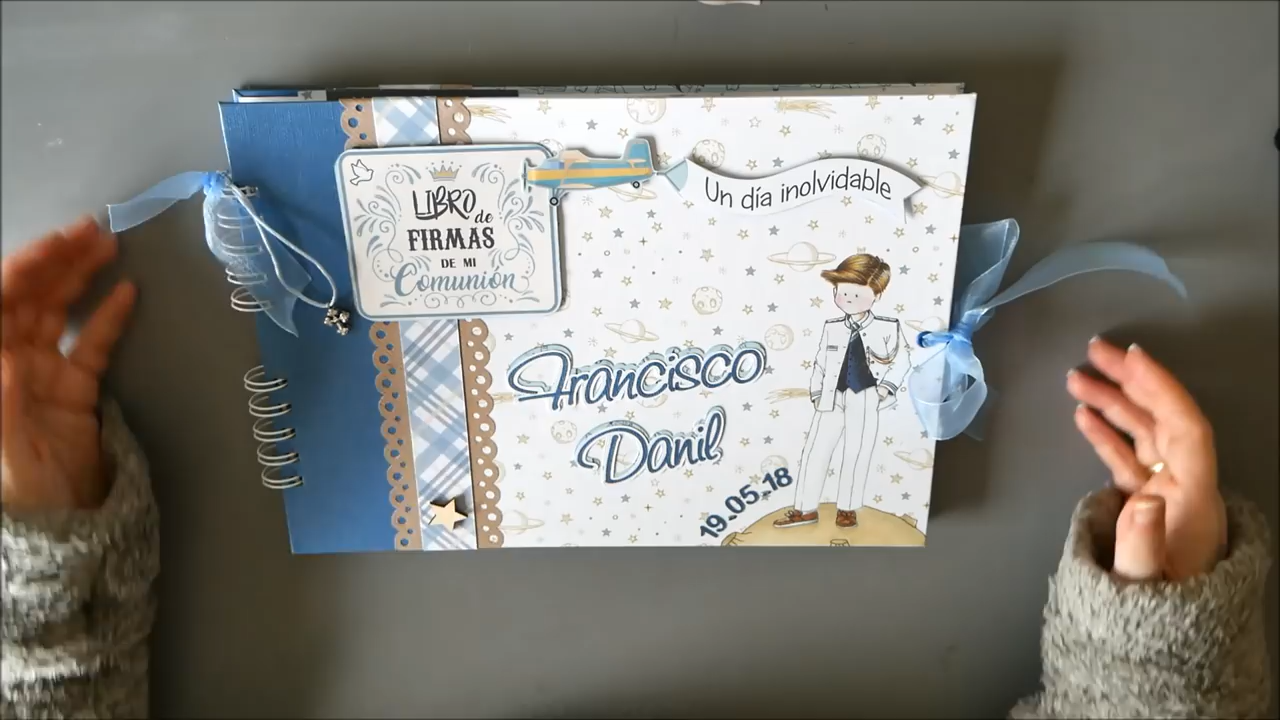 LIBRO de
FIRMAS
DE MI
Comunión
Un día inolvidable
Francisco
Danil
19.05.18